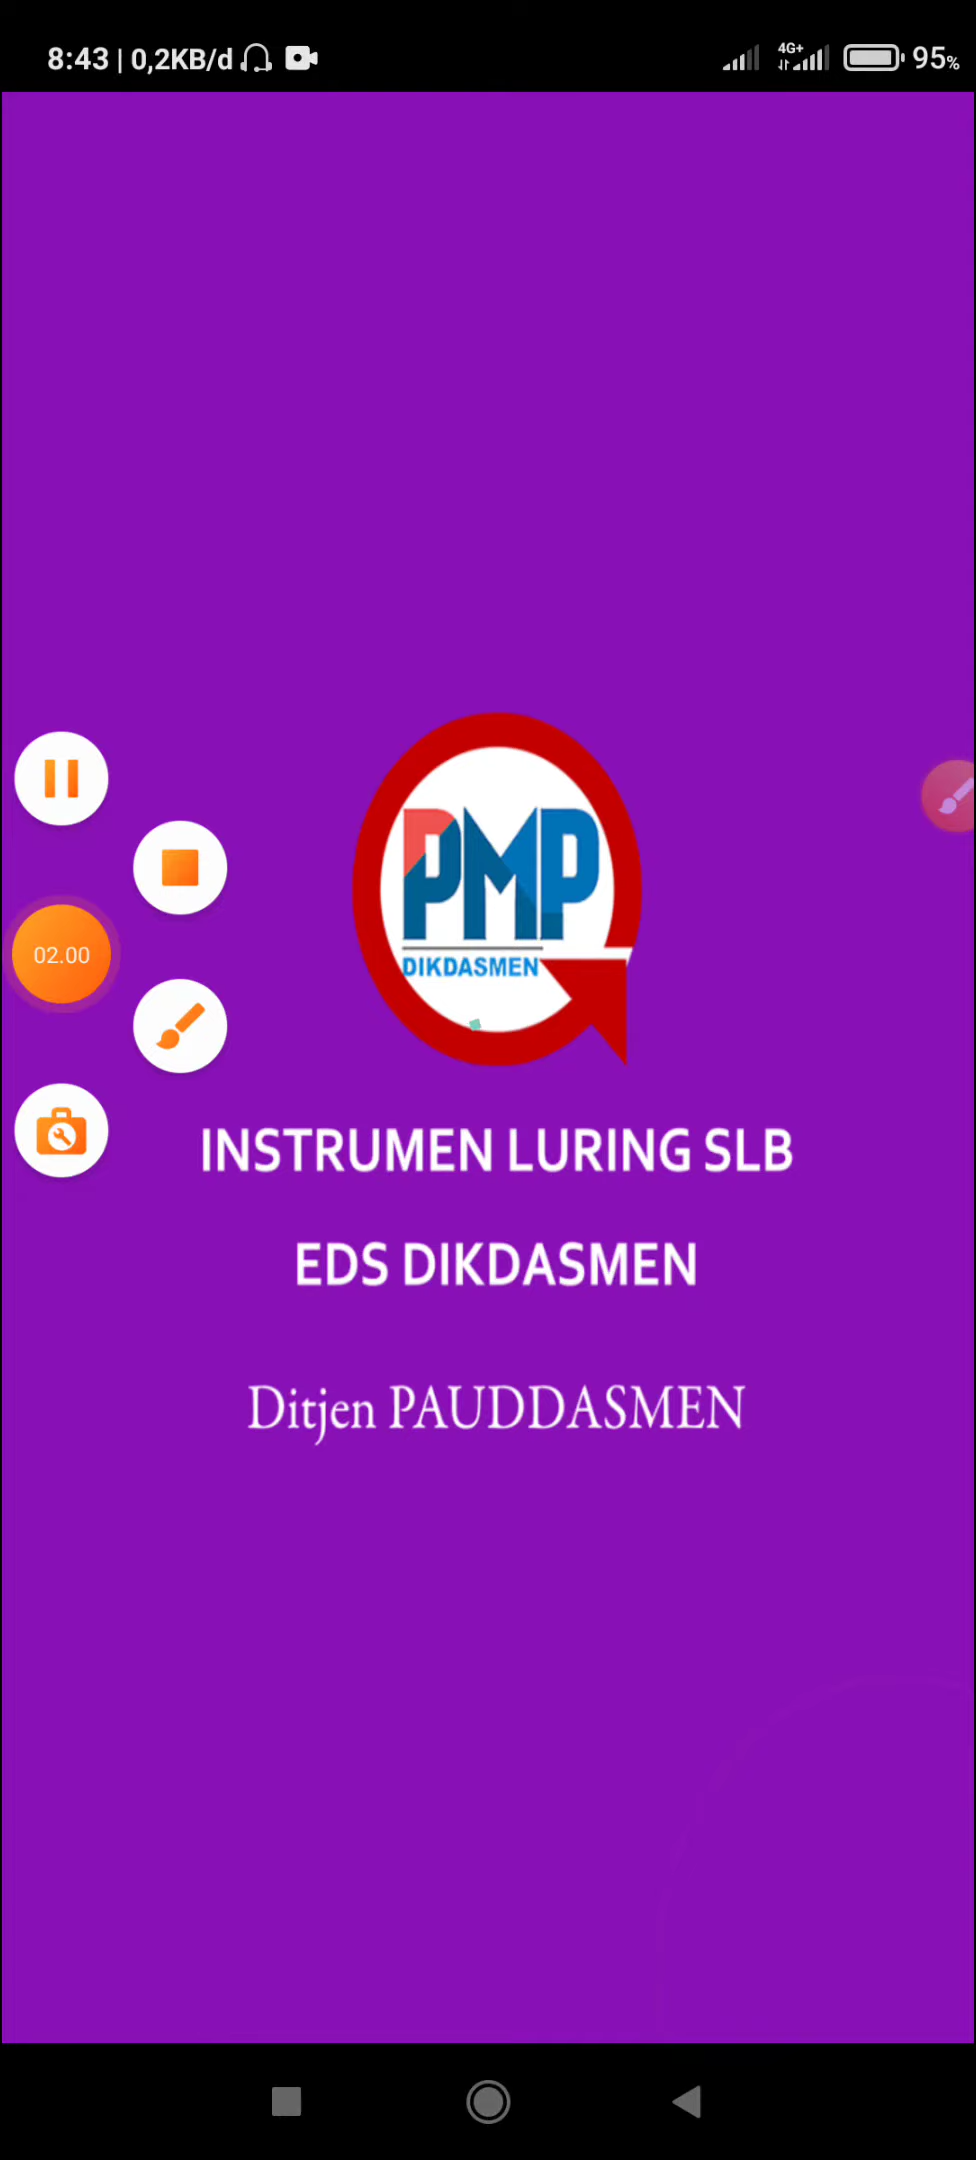 8:43 | 0,2KB/d 4G+ 95%
PMP
DIKDASMEN
02.00
INSTRUMEN LURING SLB
EDS DIKDASMEN
Ditjen PAUDDASMEN